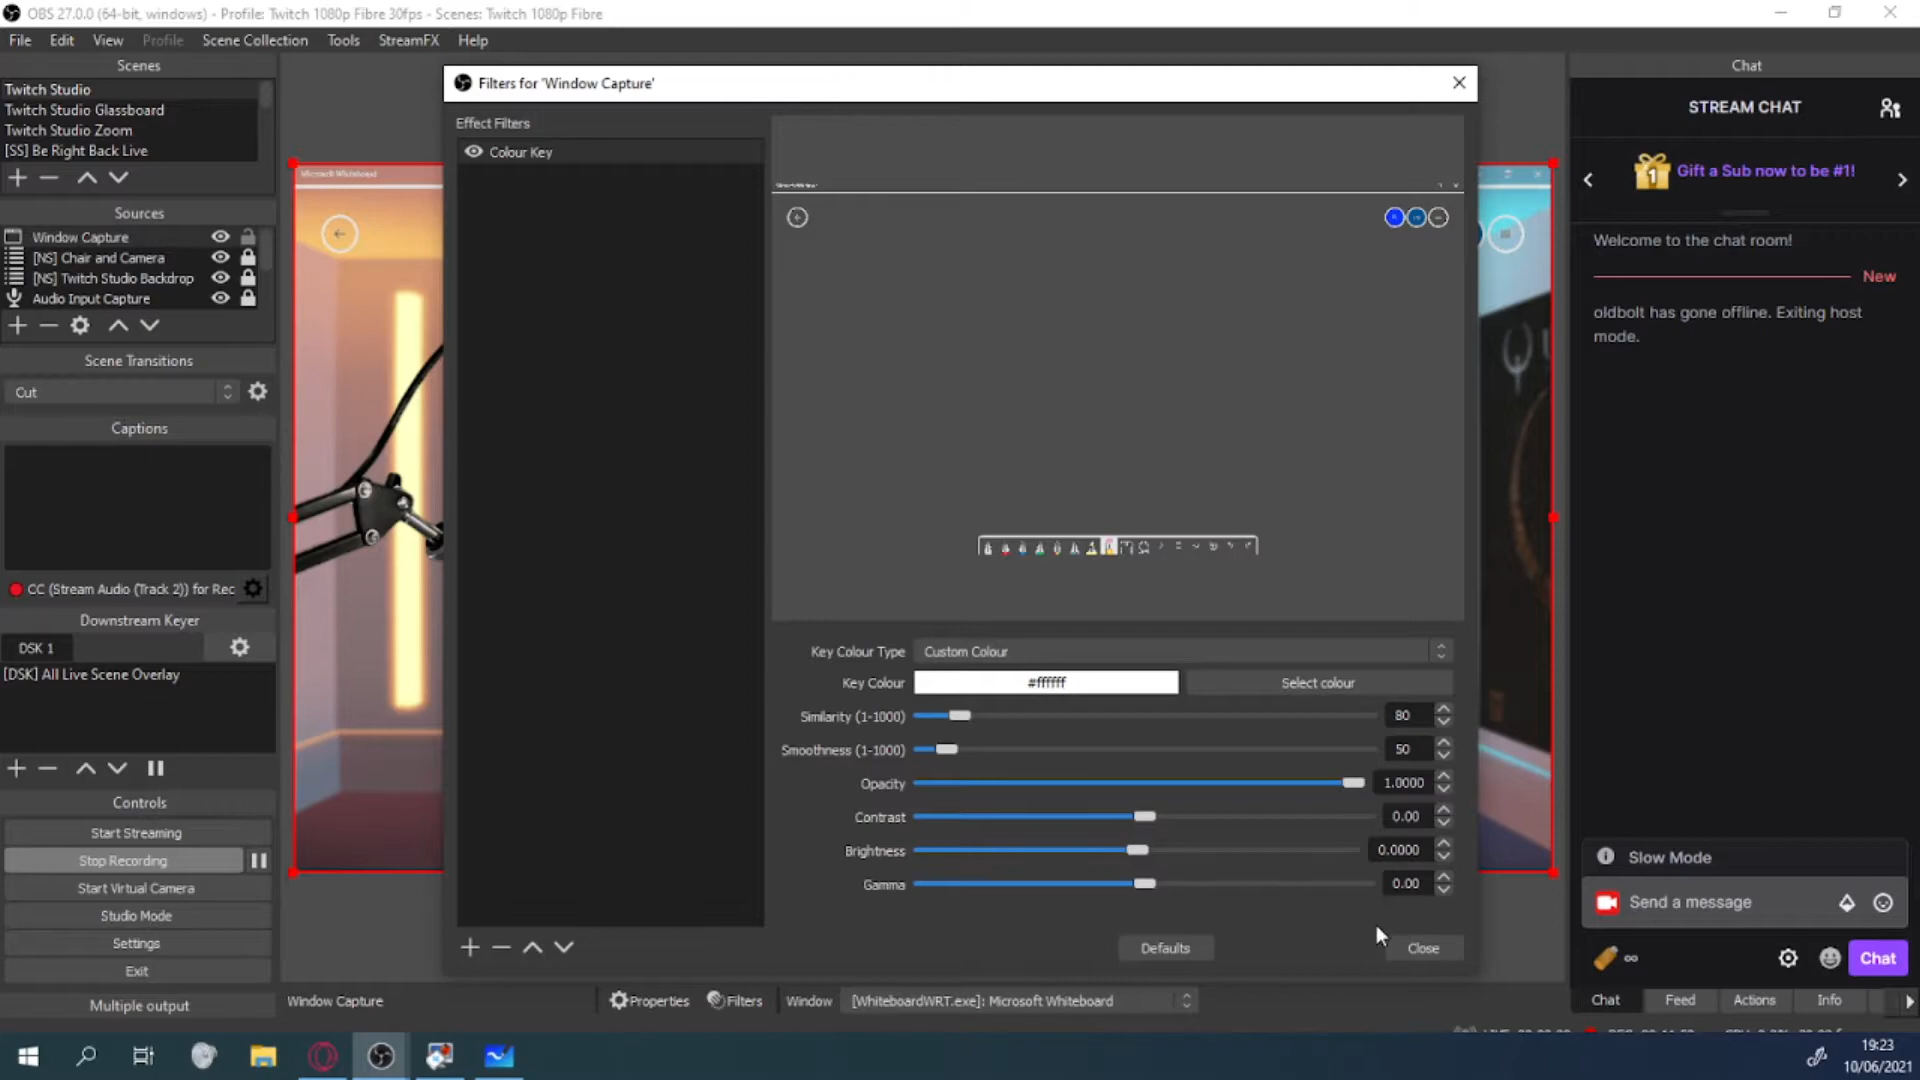 OBS 27.0.0 (64-bit, windows) - Profile: Twitch 1080p Fibre 30fps - Scenes: Twitch 1080p Fibre
File Edit View Profile Scene Collection Tools StreamFX Help
Scenes
Twitch Studio
Twitch Studio Glassboard
Twitch Studio Zoom
[SS] Be Right Back Live
Sources
Window Capture
[NS] Chair and Camera
[NS] Twitch Studio Backdrop
Audio Input Capture
Scene Transitions
Cut
Captions
CC (Stream Audio (Track 2)) for Rec
Downstream Keyer
DSK 1
[DSK] All Live Scene Overlay
Controls
Start Streaming
Stop Recording
Start Virtual Camera
Studio Mode
Settings
Exit
Multiple output
Microsoft Whiteboard
Filters for 'Window Capture'
Effect Filters
Colour Key
Key Colour Type Custom Colour
Key Colour #ffffff Select colour
Similarity (1-1000) 80
Smoothness (1-1000) 50
Opacity 1.0000
Contrast 0.00
Brightness 0.0000
Gamma 0.00
Defaults Close
Window Capture Properties Filters Window [WhiteboardWRT.exe]: Microsoft Whiteboard
Chat
STREAM CHAT
1 Gift a Sub now to be #1!
Welcome to the chat room!
New
oldbolt has gone offline. Exiting host
mode.
Slow Mode
Send a message
∞ Chat
Chat Feed Actions Info
19:23
10/06/2021